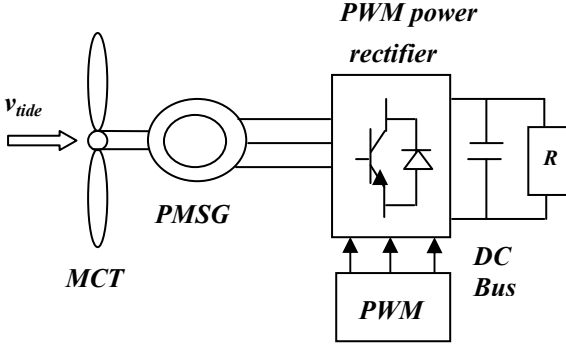 PWM power
rectifier
v_tide
R
PMSG
MCT
DC
Bus
PWM